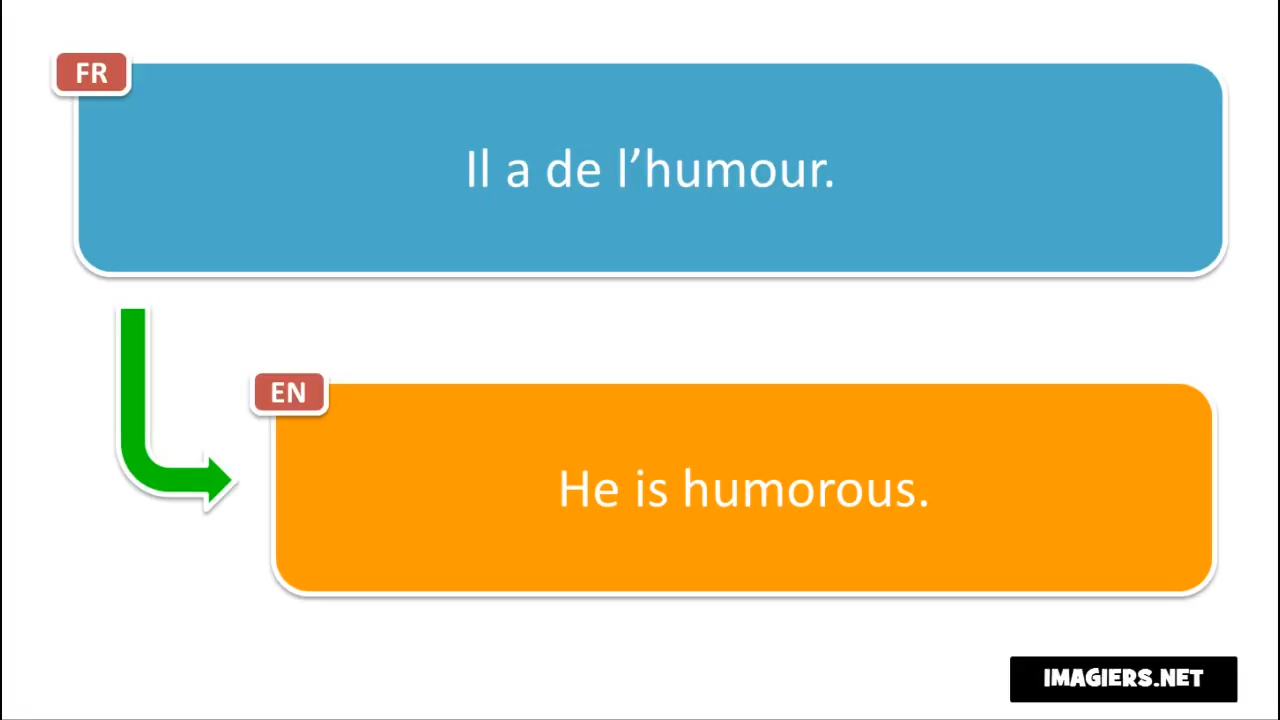 FR
Il a de l’humour.
EN
He is humorous.
IMAGIERS.NET